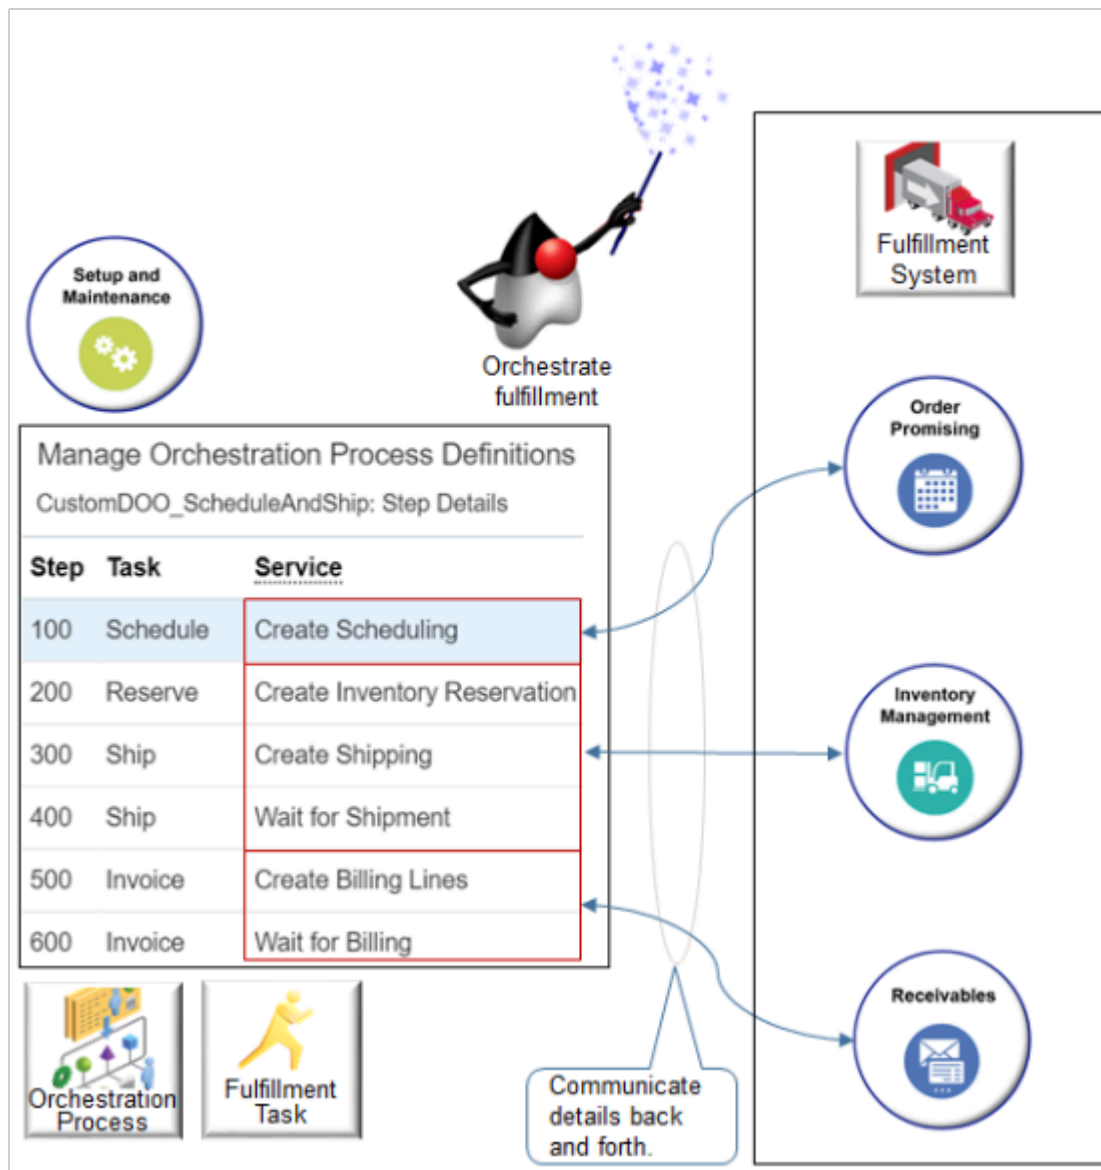 Fulfillment
System
Setup and
Maintenance
Orchestrate
fulfillment
Order
Promising
Manage Orchestration Process Definitions
CustomDOO_ScheduleAndShip: Step Details
Step Task Service
100 Schedule Create Scheduling
200 Reserve Create Inventory Reservation
300 Ship Create Shipping
400 Ship Wait for Shipment
500 Invoice Create Billing Lines
600 Invoice Wait for Billing
Inventory
Management
Receivables
Orchestration
Process
Fulfillment
Task
Communicate
details back
and forth.